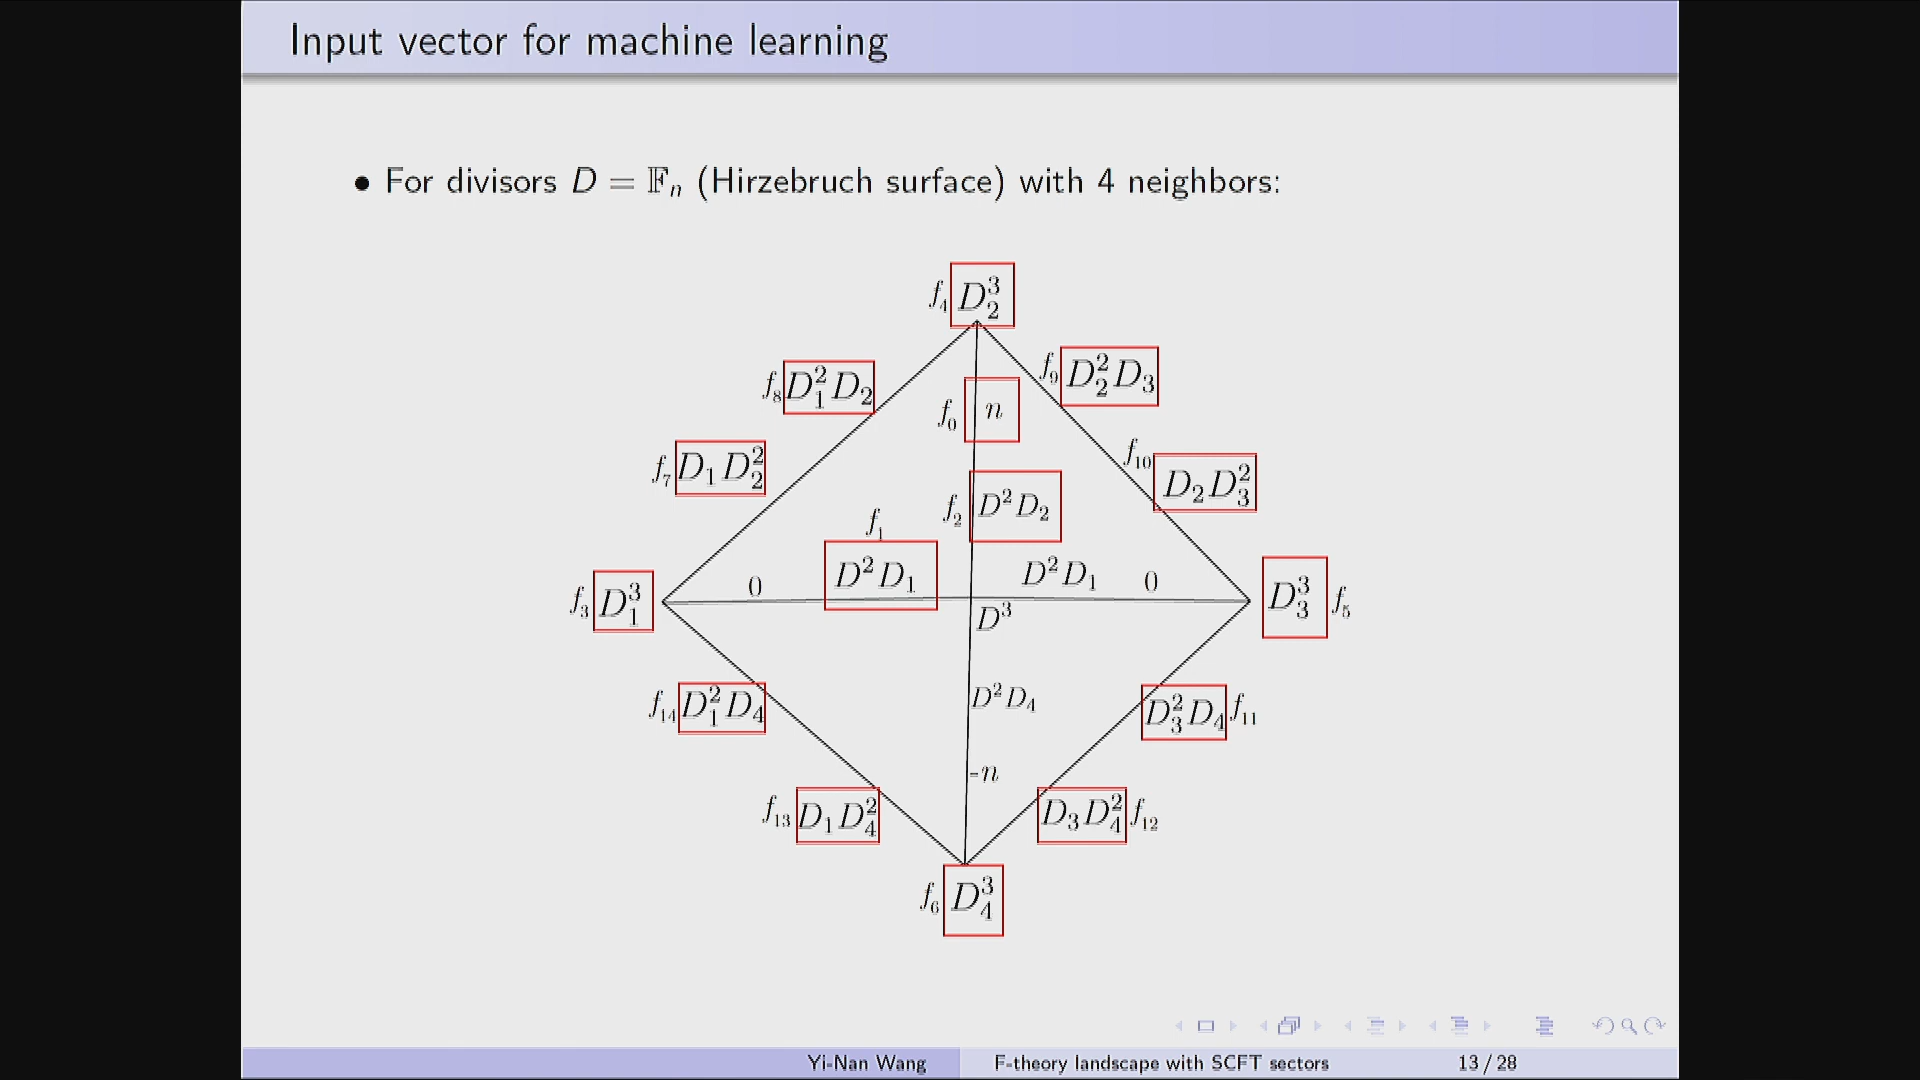 Input vector for machine learning
• For divisors D = 𝔽ₙ (Hirzebruch surface) with 4 neighbors:
f₄ D₂³
f₈ D₁²D₂
f₉ D₂²D₃
f₀ n
f₇ D₁D₂²
f₁₀ D₂D₃²
f₂ D²D₂
f₁
0 D²D₁ D²D₁ 0
f₃ D₁³
D₃³ f₅
D³
f₁₄ D₁²D₄
D²D₄
D₃²D₄ f₁₁
-n
f₁₃ D₁D₄²
D₃D₄² f₁₂
f₆ D₄³
Yi-Nan Wang F-theory landscape with SCFT sectors 13 / 28